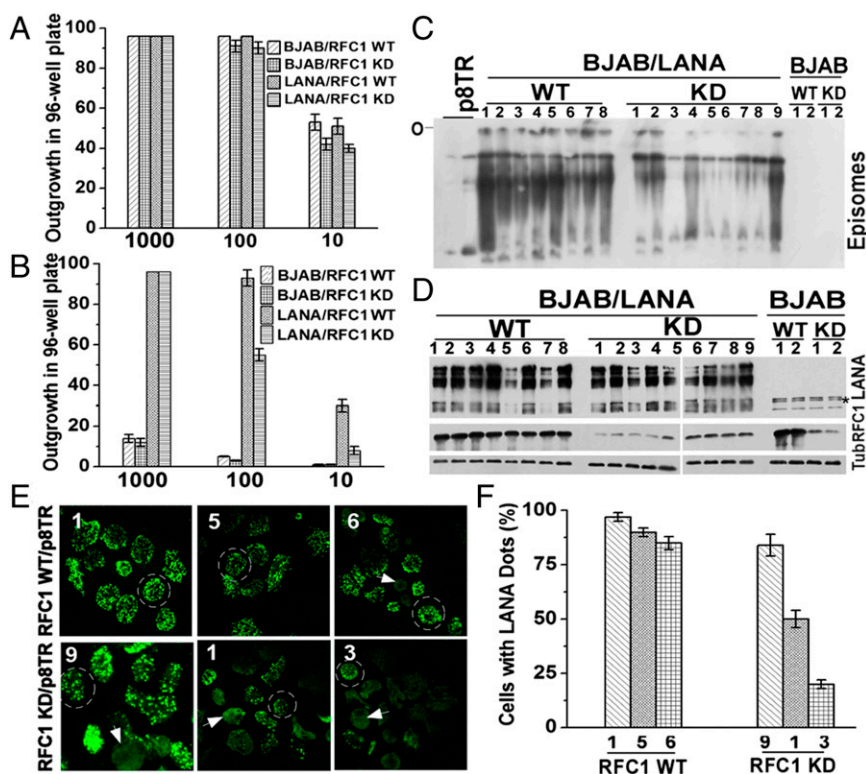 A
Outgrowth in 96-well plate
100
80
60
40
20
0
BJAB/RFC1 WT
BJAB/RFC1 KD
LANA/RFC1 WT
LANA/RFC1 KD
1000 100 10
B
Outgrowth in 96-well plate
100
80
60
40
20
0
BJAB/RFC1 WT
BJAB/RFC1 KD
LANA/RFC1 WT
LANA/RFC1 KD
1000 100 10
C
p8TR
BJAB/LANA BJAB
WT KD WT KD
1 2 3 4 5 6 7 8 1 2 3 4 5 6 7 8 9 1 2 1 2
O
Episomes
D
BJAB/LANA BJAB
WT KD WT KD
1 2 3 4 5 6 7 8 1 2 3 4 5 6 7 8 9 1 2 1 2
*
Tub RFC1 LANA
E
RFC1 WT/p8TR
1 5 6
RFC1 KD/p8TR
9 1 3
F
Cells with LANA Dots (%)
100
75
50
25
0
1 5 6 9 1 3
RFC1 WT RFC1 KD